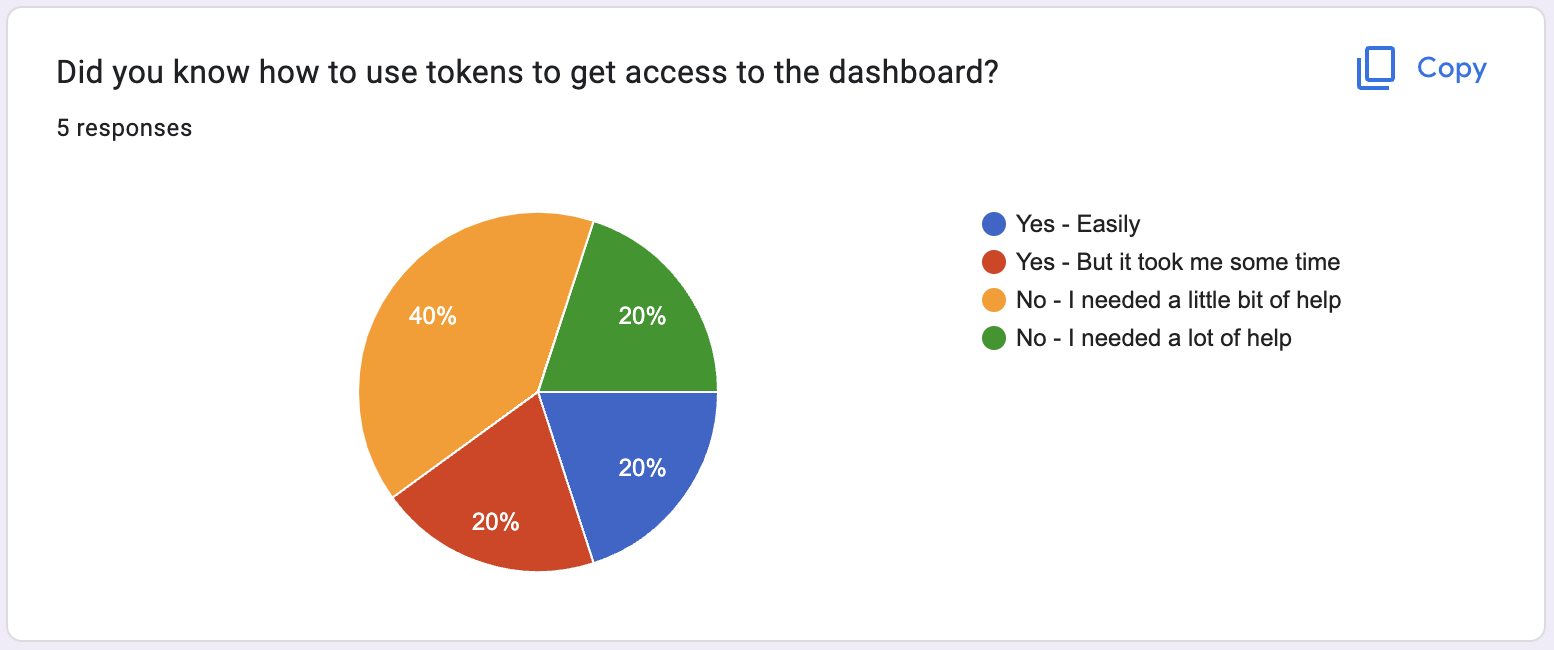 Did you know how to use tokens to get access to the dashboard?
Copy
5 responses
Yes - Easily
Yes - But it took me some time
No - I needed a little bit of help
No - I needed a lot of help
40%
20%
20%
20%